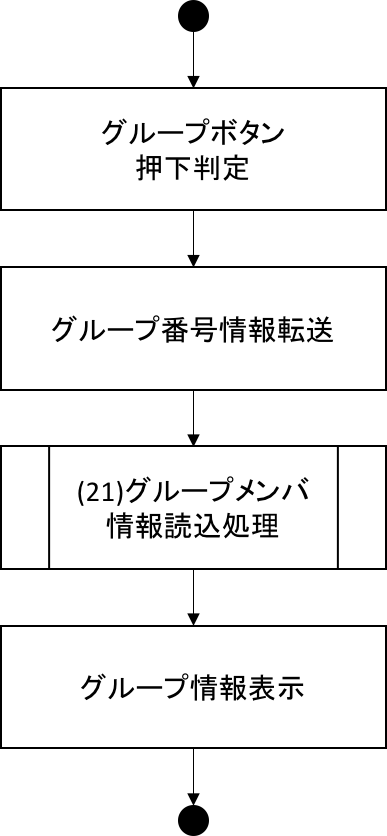 グループボタン
押下判定
グループ番号情報転送
(21)グループメンバ
情報読込処理
グループ情報表示